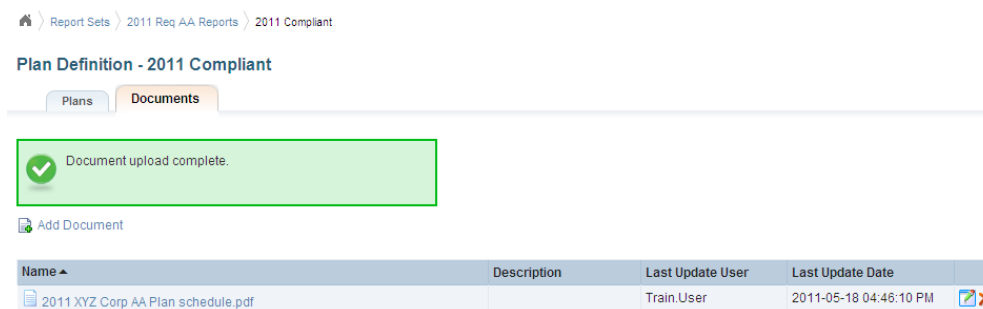 Report Sets 2011 Req AA Reports 2011 Compliant
Plan Definition - 2011 Compliant
Plans Documents
Document upload complete.
Add Document
Name Description Last Update User Last Update Date
2011 XYZ Corp AA Plan schedule.pdf Train.User 2011-05-18 04:46:10 PM